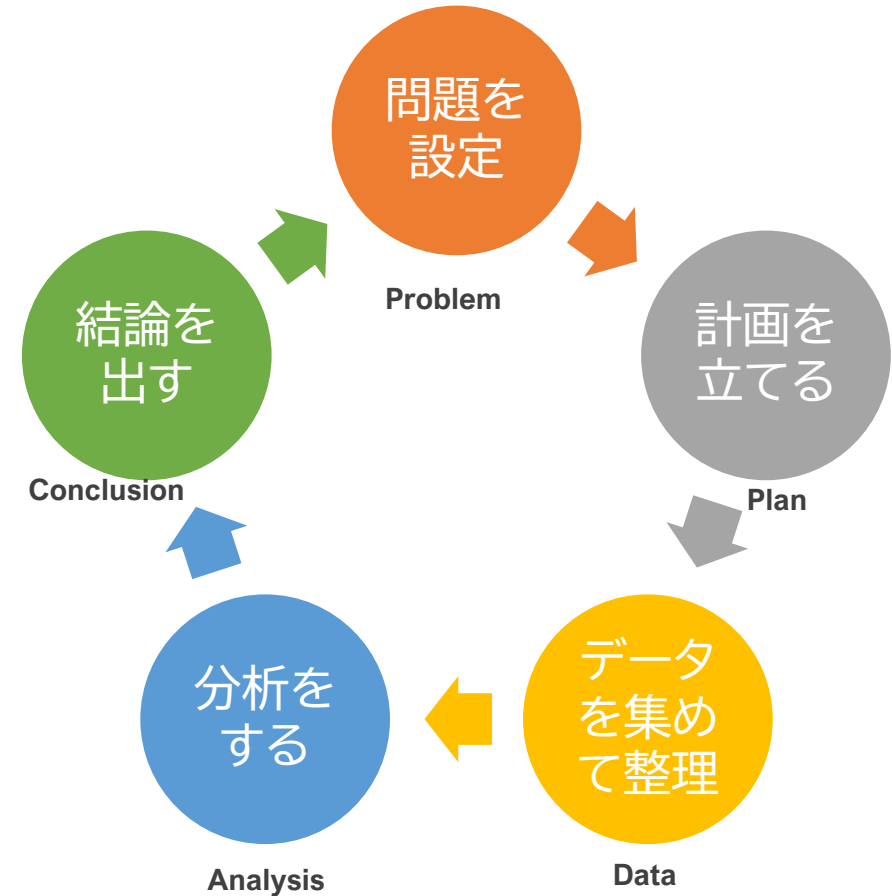 問題を
設定
Problem
計画を
立てる
Plan
データ
を集め
て整理
Data
分析を
する
Analysis
結論を
出す
Conclusion